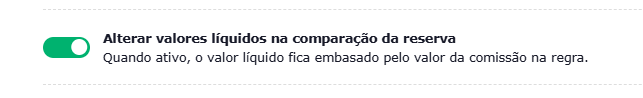 Alterar valores líquidos na comparação da reserva
Quando ativo, o valor líquido fica embasado pelo valor da comissão na regra.